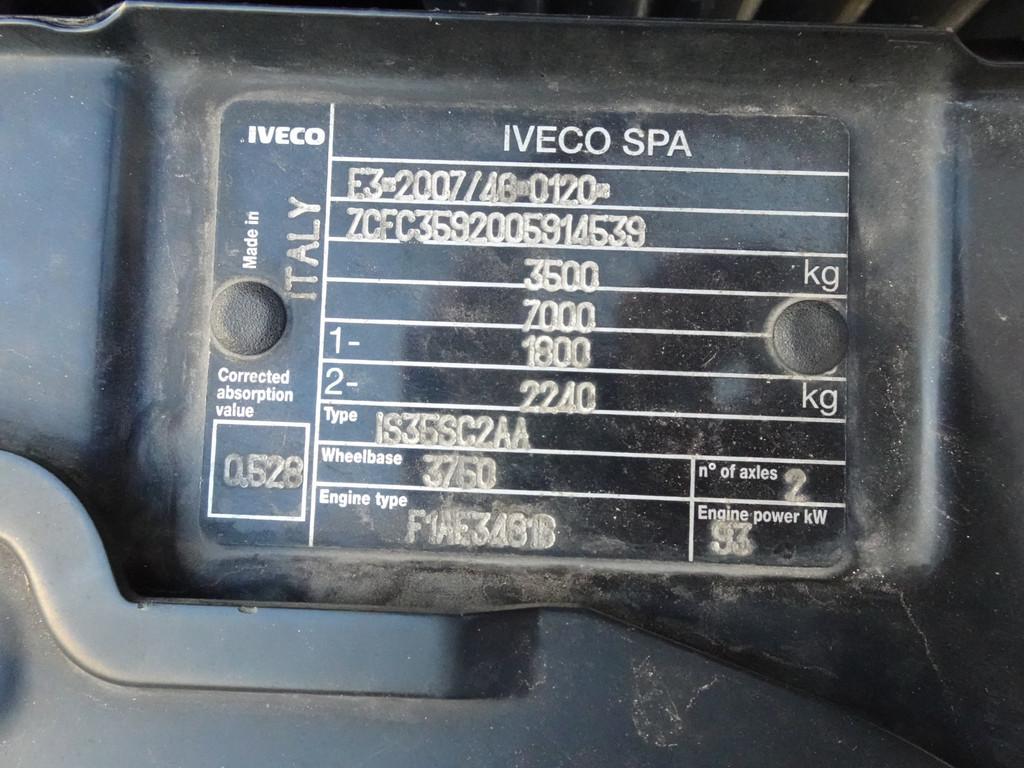 IVECO
IVECO SPA
E3*2007/46*0120*
ZCFC3592005914539
Made in
ITALY
3500 kg
7000
1- 1800
2- 2240 kg
Corrected
absorption
value
0.528
Type IS35SC2AA
Wheelbase 3750
n° of axles 2
Engine type F1AE3481B
Engine power kW
93